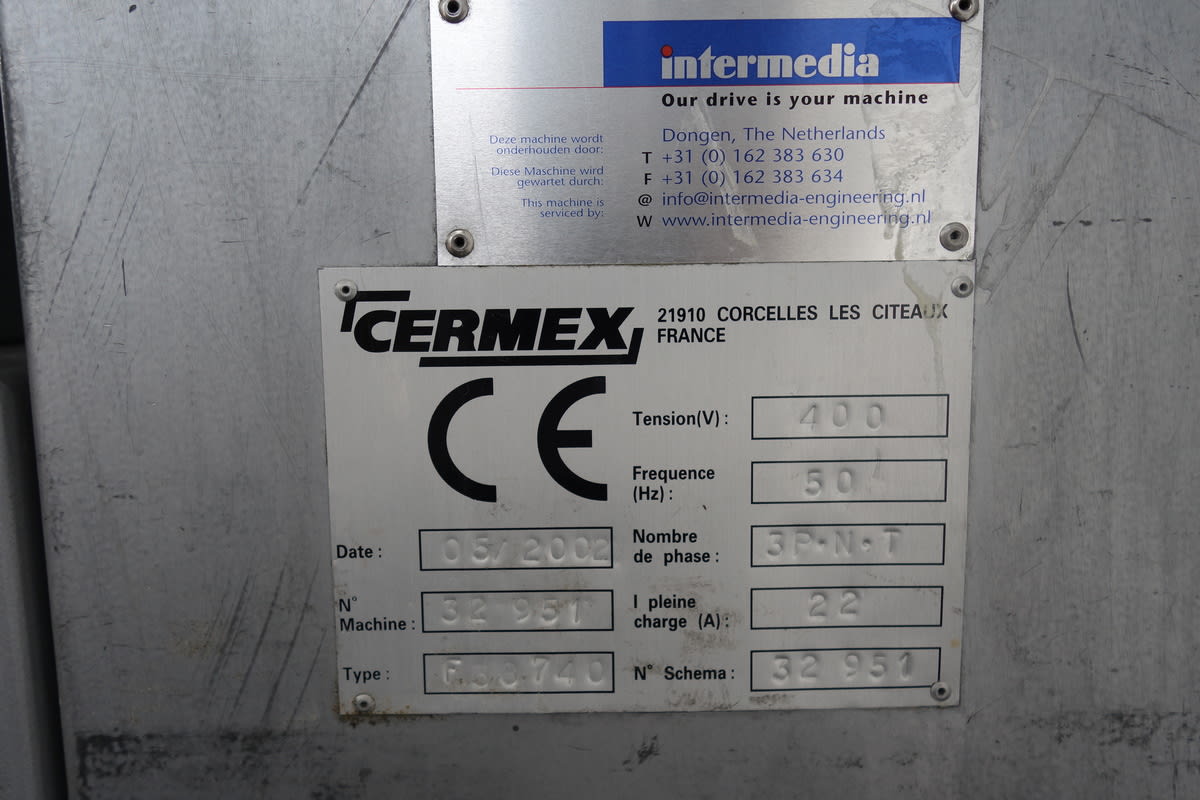 intermedia
Our drive is your machine
Deze machine wordt
onderhouden door:
Diese Maschine wird
gewartet durch:
This machine is
serviced by:
Dongen, The Netherlands
T +31 (0) 162 383 630
F +31 (0) 162 383 634
@ info@intermedia-engineering.nl
W www.intermedia-engineering.nl
CERMEX
21910 CORCELLES LES CITEAUX
FRANCE
CE
Tension(V) : 400
Frequence
(Hz) : 50
Date : 05/2002
Nombre
de phase : 3P·N·T
N°
Machine : 32 951
I pleine
charge (A) : 22
Type :
N° Schema : 32 951